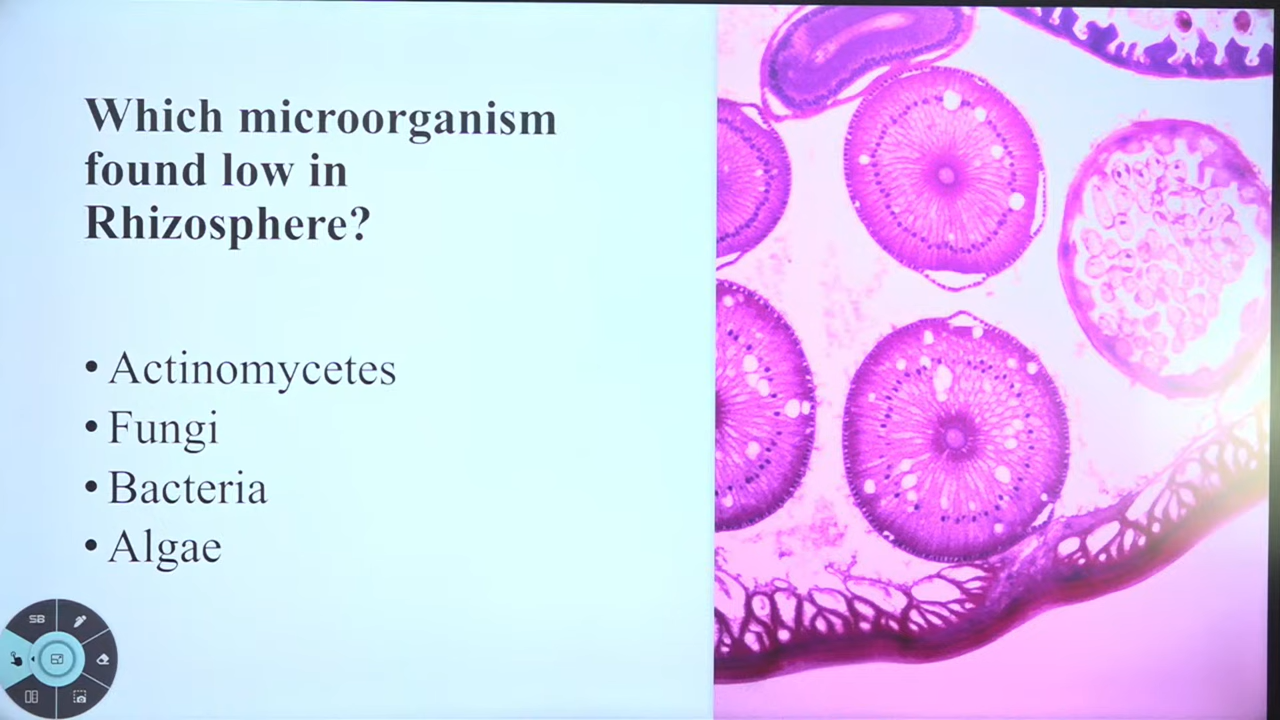 Which microorganism
found low in
Rhizosphere?
• Actinomycetes
• Fungi
• Bacteria
• Algae
SB